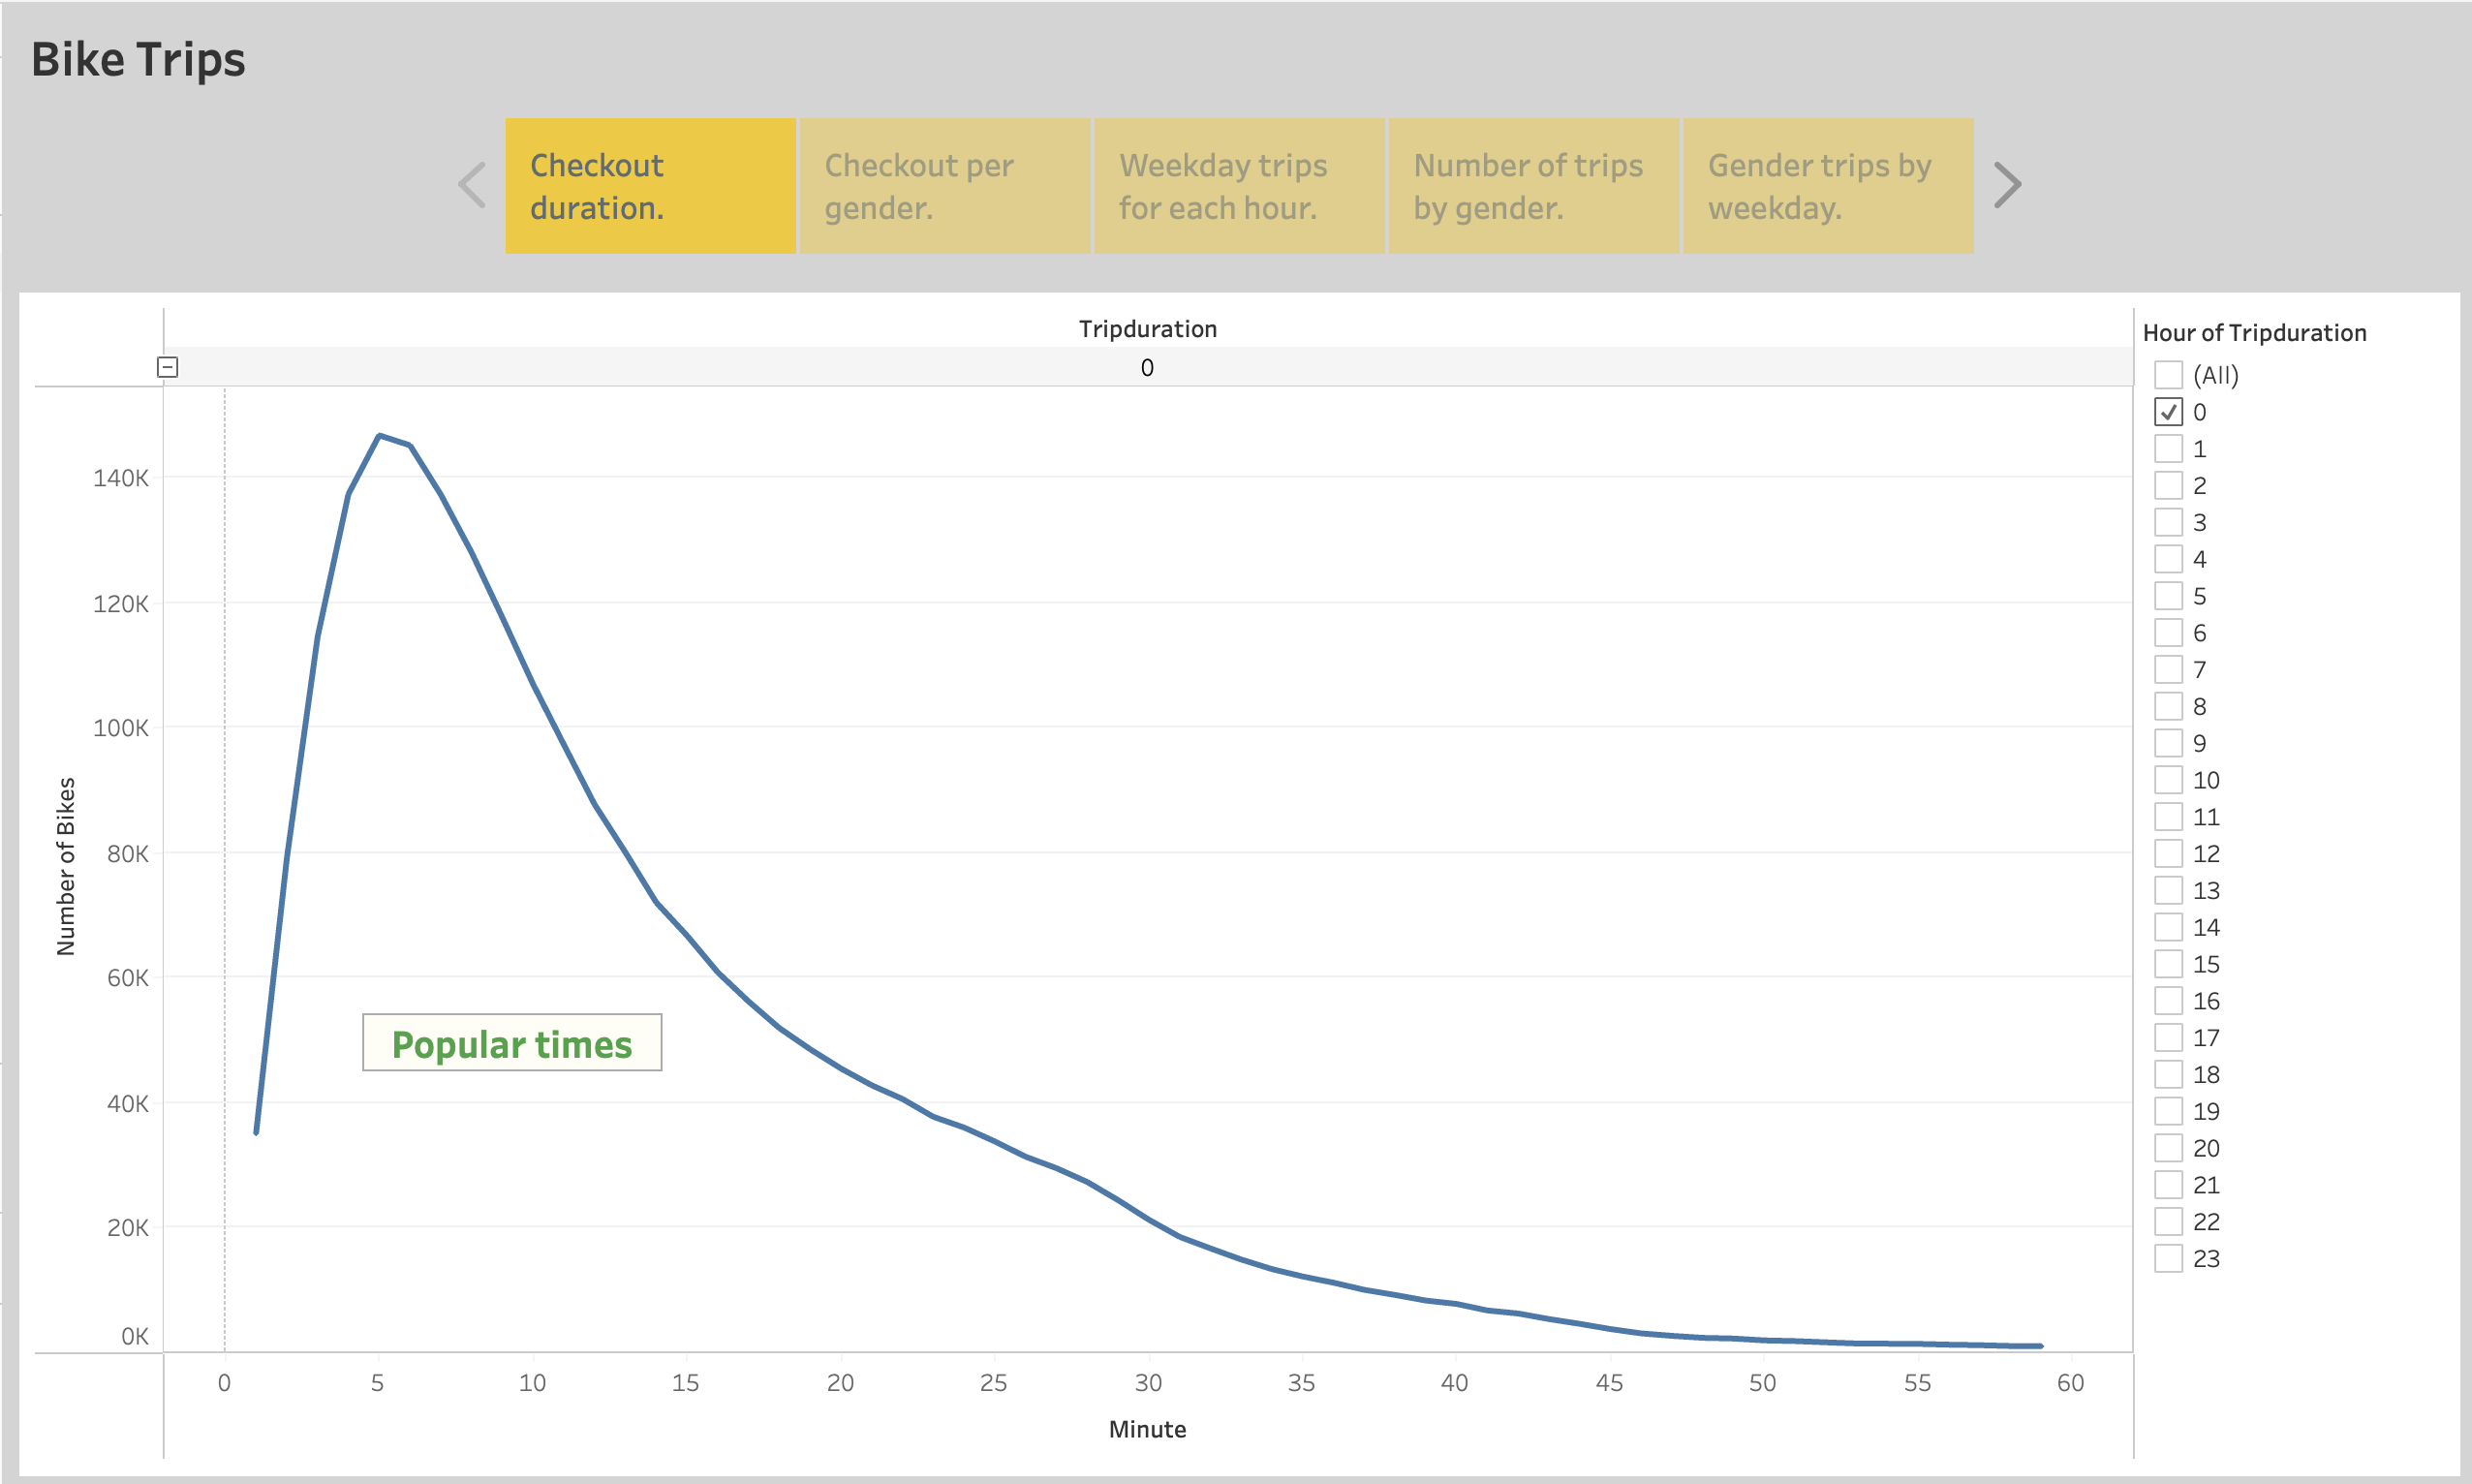 Bike Trips
Checkout
duration.
Checkout per
gender.
Weekday trips
for each hour.
Number of trips
by gender.
Gender trips by
weekday.
Tripduration
0
Number of Bikes
140K
120K
100K
80K
60K
40K
20K
0K
Popular times
0 5 10 15 20 25 30 35 40 45 50 55 60
Minute
Hour of Tripduration
(All)
0
1
2
3
4
5
6
7
8
9
10
11
12
13
14
15
16
17
18
19
20
21
22
23